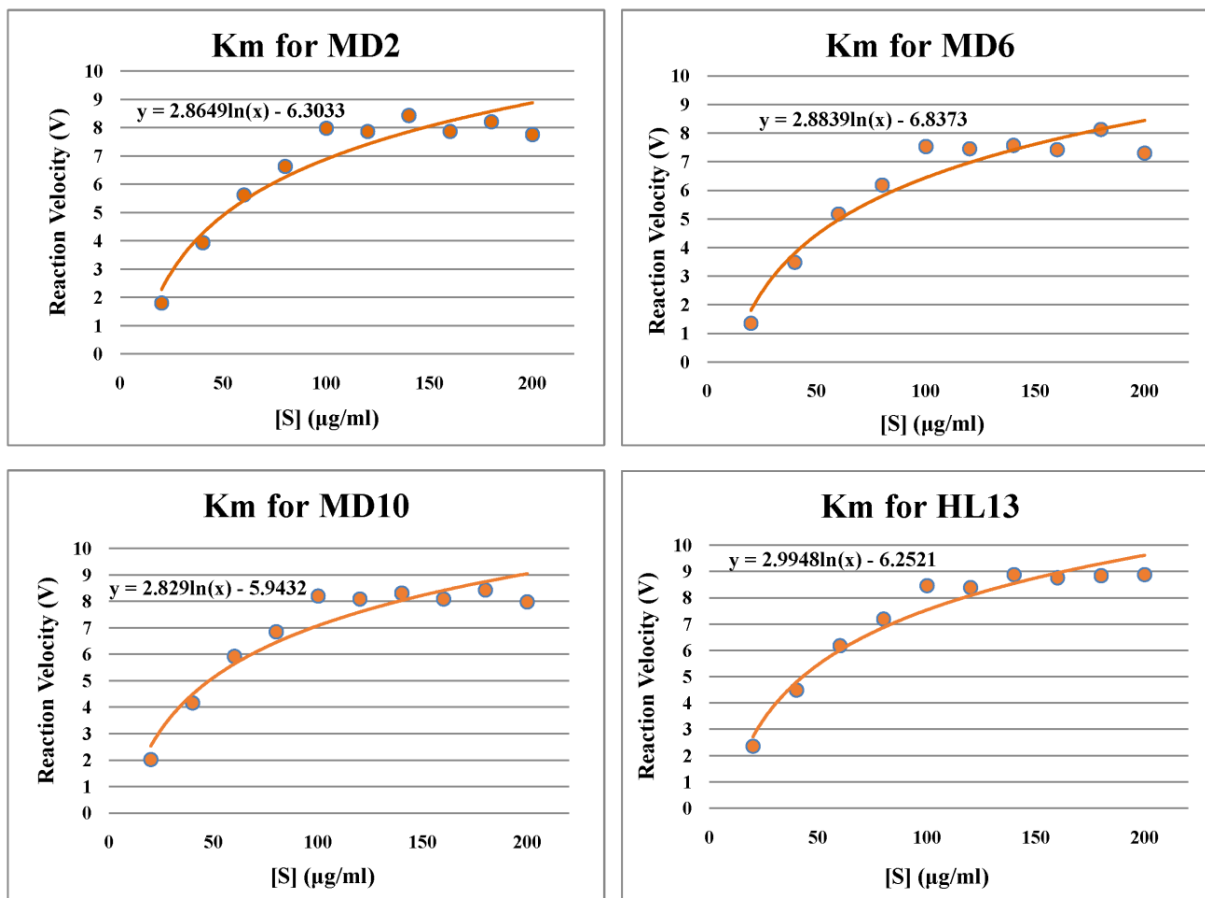 Km for MD2
10
9
8
7
6
5
4
3
2
1
0
y = 2.8649ln(x) - 6.3033
Reaction Velocity (V)
0 50 100 150 200
[S] (µg/ml)
Km for MD6
10
9
8
7
6
5
4
3
2
1
0
y = 2.8839ln(x) - 6.8373
Reaction Velocity (V)
0 50 100 150 200
[S] (µg/ml)
Km for MD10
10
9
8
7
6
5
4
3
2
1
0
y = 2.829ln(x) - 5.9432
Reaction Velocity (V)
0 50 100 150 200
[S] (µg/ml)
Km for HL13
10
9
8
7
6
5
4
3
2
1
0
y = 2.9948ln(x) - 6.2521
Reaction Velocity (V)
0 50 100 150 200
[S] (µg/ml)